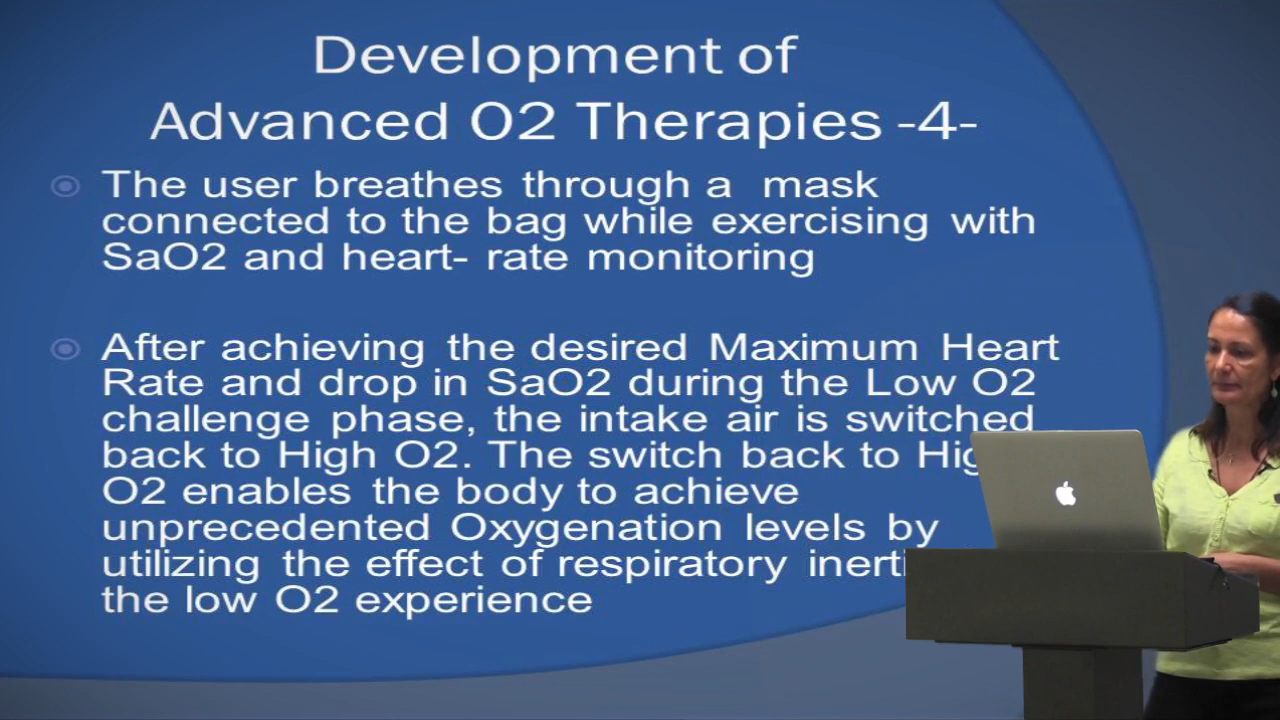 Development of
Advanced O2 Therapies -4-
The user breathes through a mask
connected to the bag while exercising with
SaO2 and heart- rate monitoring
After achieving the desired Maximum Heart
Rate and drop in SaO2 during the Low O2
challenge phase, the intake air is switched
back to High O2. The switch back to
O2 enables the body to achieve
unprecedented Oxygenation levels by
utilizing the effect of respiratory
the low O2 experience